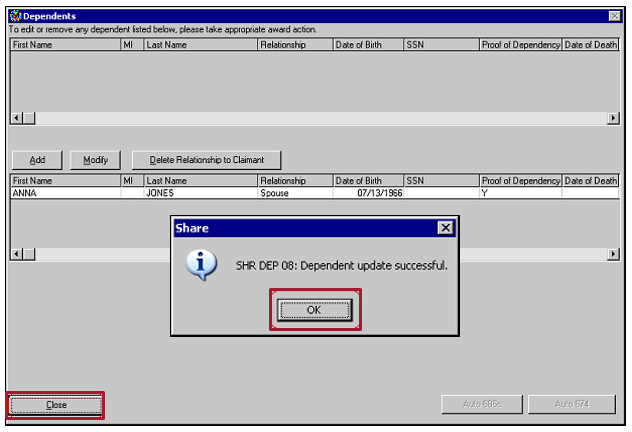 Dependents
To edit or remove any dependent listed below, please take appropriate award action.
First Name MI Last Name Relationship Date of Birth SSN Proof of Dependency Date of Death
Add Modify Delete Relationship to Claimant
First Name MI Last Name Relationship Date of Birth SSN Proof of Dependency Date of Death
ANNA JONES Spouse 07/13/1966 Y
Share
SHR DEP 08: Dependent update successful.
OK
Close Auto 686c Auto 674